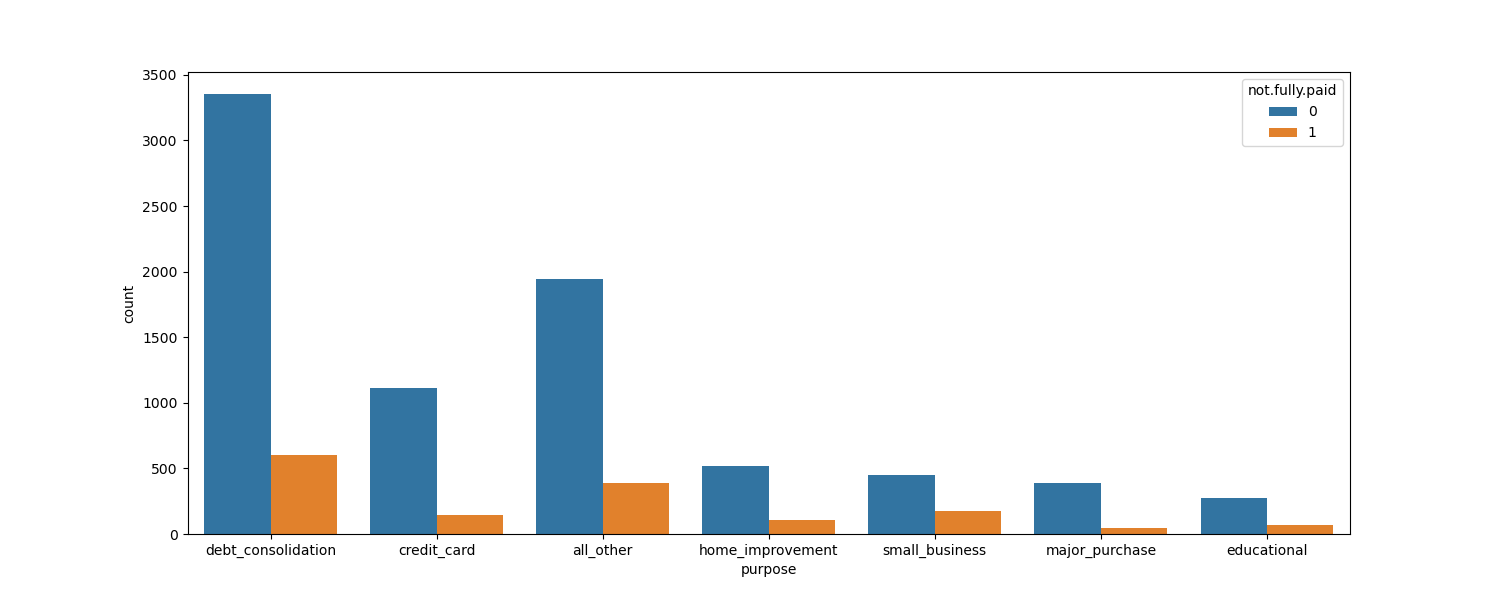 3500
3000
2500
2000
1500
1000
500
0
count
not.fully.paid
0
1
debt_consolidation credit_card all_other home_improvement small_business major_purchase educational
purpose